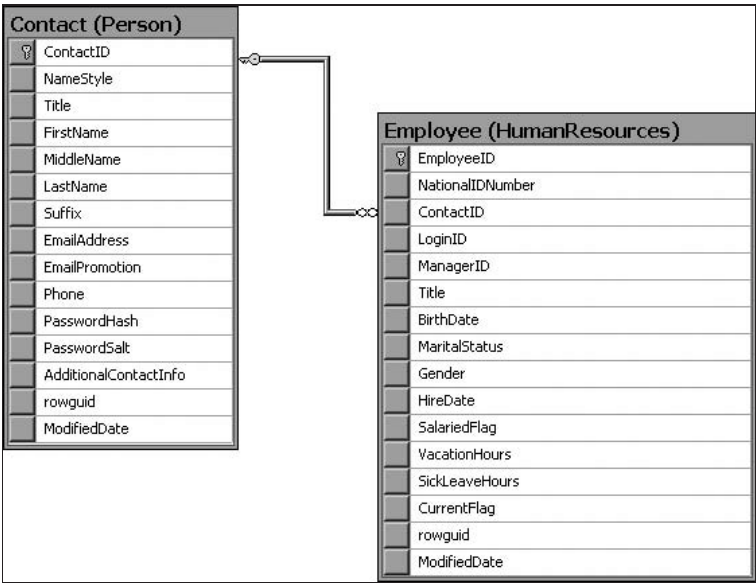 Contact (Person)
ContactID
NameStyle
Title
FirstName
MiddleName
LastName
Suffix
EmailAddress
EmailPromotion
Phone
PasswordHash
PasswordSalt
AdditionalContactInfo
rowguid
ModifiedDate
Employee (HumanResources)
EmployeeID
NationalIDNumber
ContactID
LoginID
ManagerID
Title
BirthDate
MaritalStatus
Gender
HireDate
SalariedFlag
VacationHours
SickLeaveHours
CurrentFlag
rowguid
ModifiedDate